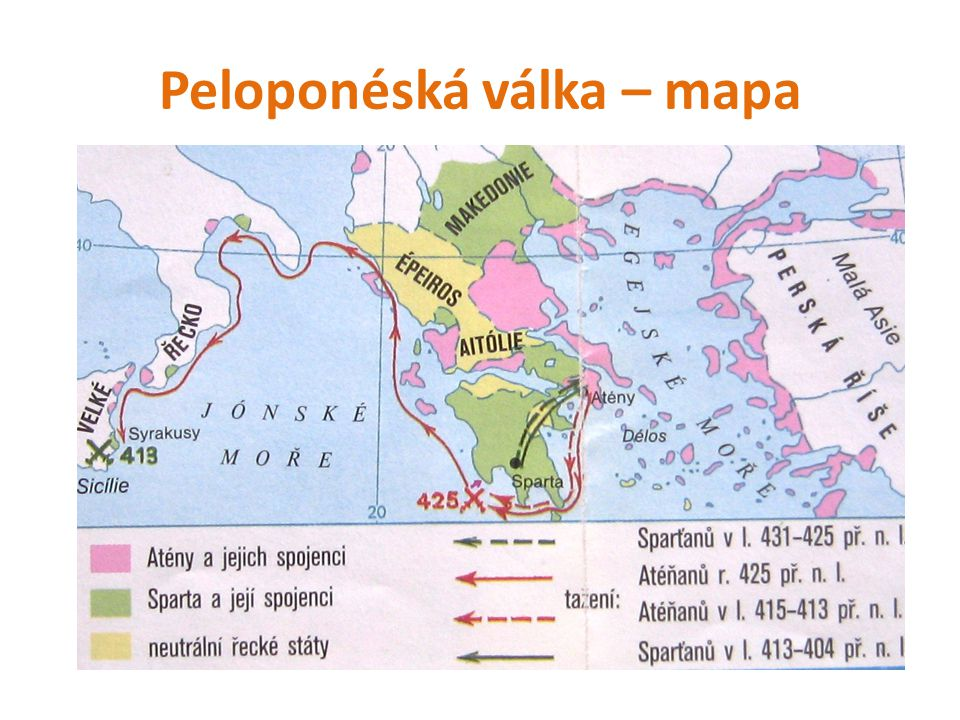 Peloponéská válka – mapa
20
MAKEDONIE
40
40
ÉPEIROS
EGEJSKÉ MOŘE
PERSKÁ ŘÍŠE
Malá Asie
VELKÉ ŘECKO
AITÓLIE
JÓNSKÉ
MOŘE
Syrakusy
413
Sicílie
Atény
Délos
Sparta
425
20
Atény a jejich spojenci
Sparta a její spojenci
neutrální řecké státy
tažení:
Sparťanů v l. 431–425 př. n. l.
Atéňanů r. 425 př. n. l.
Atéňanů v l. 415–413 př. n. l.
Sparťanů v l. 413–404 př. n. l.